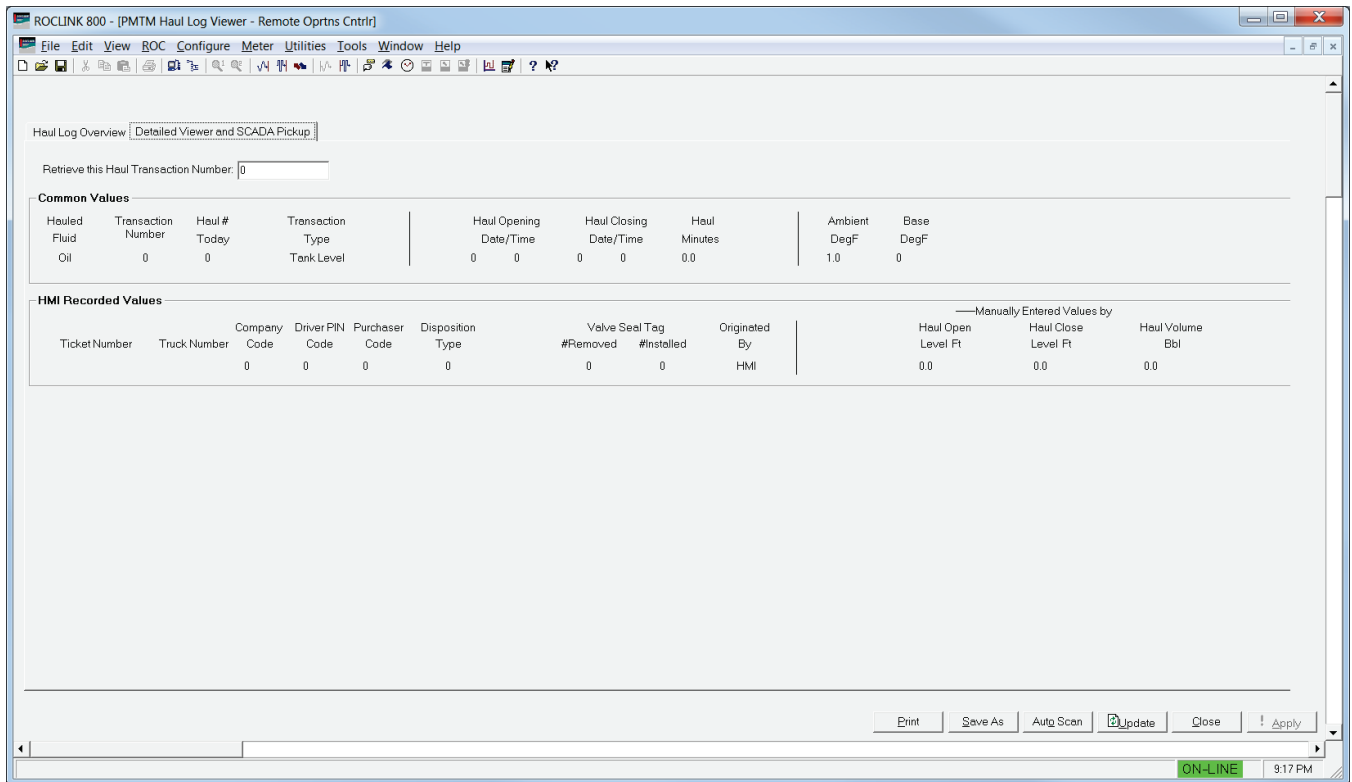 ROCLINK 800 - [PMTM Haul Log Viewer - Remote Oprtns Cntrlr]
File Edit View ROC Configure Meter Utilities Tools Window Help
Haul Log Overview Detailed Viewer and SCADA Pickup
Retrieve this Haul Transaction Number: 0
Common Values
Hauled Transaction Haul # Transaction Haul Opening Haul Closing Haul Ambient Base
Fluid Number Today Type Date/Time Date/Time Minutes DegF DegF
Oil 0 0 Tank Level 0 0 0 0 0.0 1.0 0
HMI Recorded Values
Manually Entered Values by
Company Driver PIN Purchaser Disposition Valve Seal Tag Originated Haul Open Haul Close Haul Volume
Ticket Number Truck Number Code Code Code Type #Removed #Installed By Level Ft Level Ft Bbl
0 0 0 0 0 0 HMI 0.0 0.0 0.0
Print Save As Auto Scan Update Close ! Apply
ON-LINE 9:17 PM